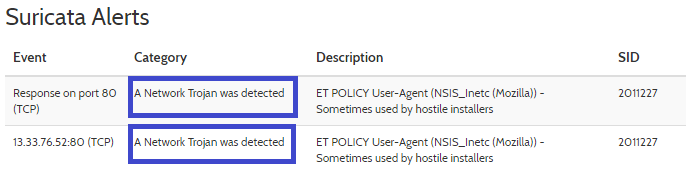 Suricata Alerts
Event Category Description SID
Response on port 80 A Network Trojan was detected ET POLICY User-Agent (NSIS_Inetc (Mozilla)) - 2011227
(TCP) Sometimes used by hostile installers
13.33.76.52:80 (TCP) A Network Trojan was detected ET POLICY User-Agent (NSIS_Inetc (Mozilla)) - 2011227
Sometimes used by hostile installers